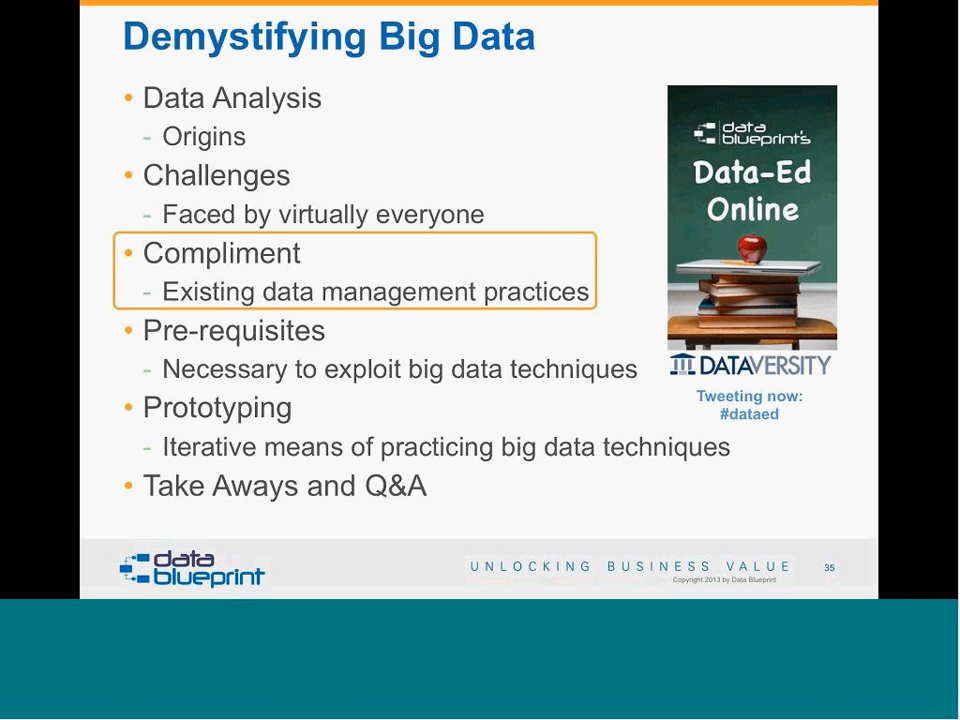 Demystifying Big Data
• Data Analysis
- Origins
• Challenges
- Faced by virtually everyone
• Compliment
- Existing data management practices
• Pre-requisites
- Necessary to exploit big data techniques
• Prototyping
- Iterative means of practicing big data techniques
• Take Aways and Q&A
data
blueprint's
Data-Ed
Online
DATAVERSITY
Tweeting now:
#dataed
data
blueprint
UNLOCKING BUSINESS VALUE
35
Copyright 2013 by Data Blueprint